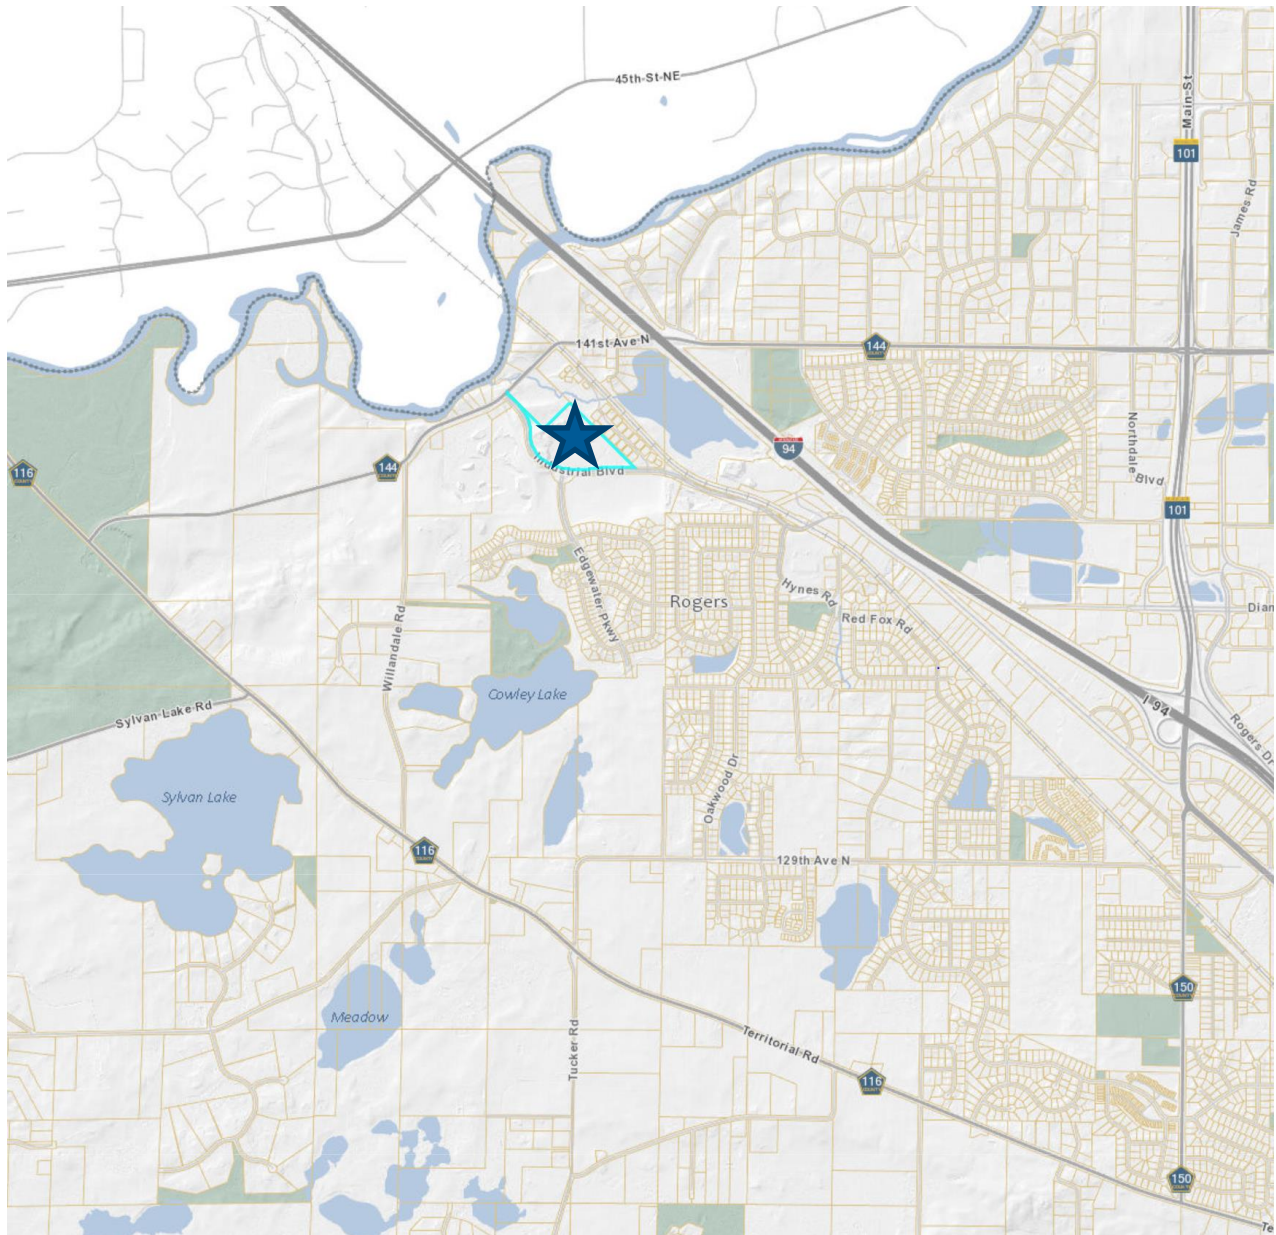 45th St NE
Main St
101
James Rd
141st Ave N
144
Northdale Blvd
94
116
144
Industrial Blvd
101
Edgewater Pkwy
Hynes Rd
Rogers
Red Fox Rd
Dian
Willandale Rd
Cowley Lake
Sylvan Lake Rd
I 94
Rogers Dr
Oakwood Dr
Sylvan Lake
116
129th Ave N
150
Meadow
Tucker Rd
Territorial Rd
116
150
Te